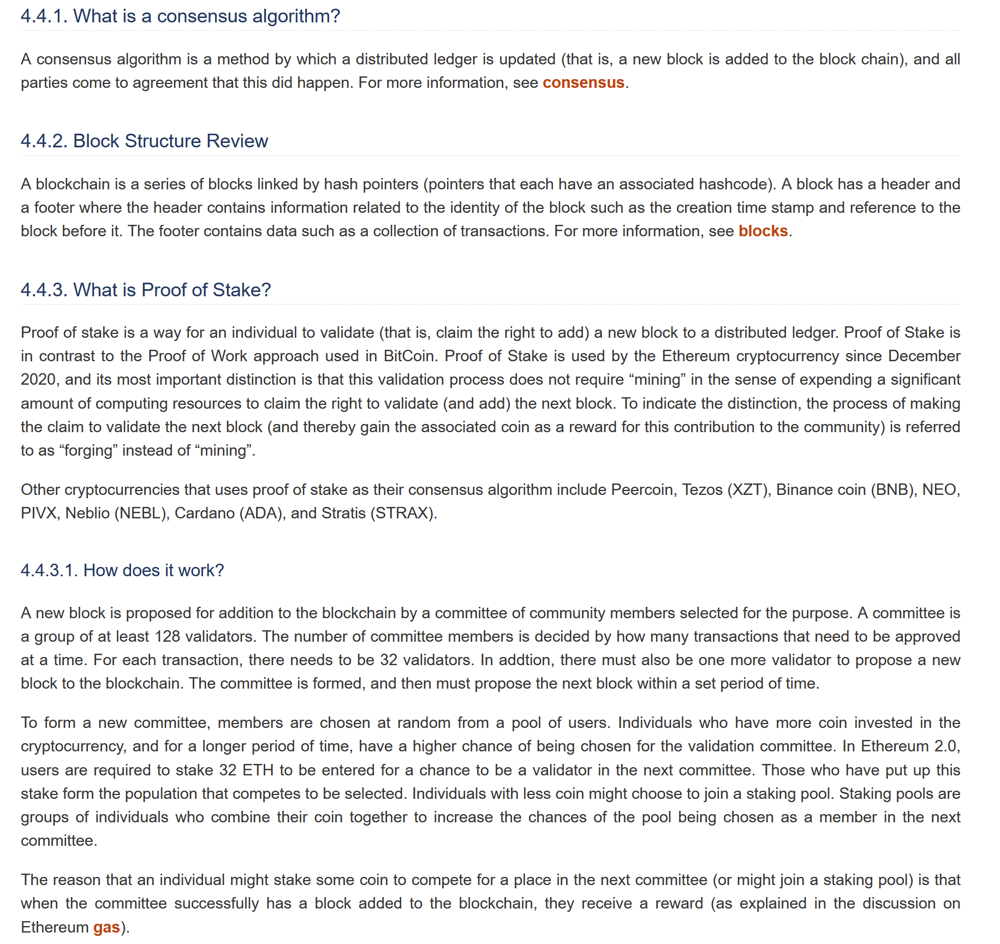 4.4.1. What is a consensus algorithm?
A consensus algorithm is a method by which a distributed ledger is updated (that is, a new block is added to the block chain), and all
parties come to agreement that this did happen. For more information, see consensus.
4.4.2. Block Structure Review
A blockchain is a series of blocks linked by hash pointers (pointers that each have an associated hashcode). A block has a header and
a footer where the header contains information related to the identity of the block such as the creation time stamp and reference to the
block before it. The footer contains data such as a collection of transactions. For more information, see blocks.
4.4.3. What is Proof of Stake?
Proof of stake is a way for an individual to validate (that is, claim the right to add) a new block to a distributed ledger. Proof of Stake is
in contrast to the Proof of Work approach used in BitCoin. Proof of Stake is used by the Ethereum cryptocurrency since December
2020, and its most important distinction is that this validation process does not require “mining” in the sense of expending a significant
amount of computing resources to claim the right to validate (and add) the next block. To indicate the distinction, the process of making
the claim to validate the next block (and thereby gain the associated coin as a reward for this contribution to the community) is referred
to as “forging” instead of “mining”.
Other cryptocurrencies that uses proof of stake as their consensus algorithm include Peercoin, Tezos (XZT), Binance coin (BNB), NEO,
PIVX, Neblio (NEBL), Cardano (ADA), and Stratis (STRAX).
4.4.3.1. How does it work?
A new block is proposed for addition to the blockchain by a committee of community members selected for the purpose. A committee is
a group of at least 128 validators. The number of committee members is decided by how many transactions that need to be approved
at a time. For each transaction, there needs to be 32 validators. In addtion, there must also be one more validator to propose a new
block to the blockchain. The committee is formed, and then must propose the next block within a set period of time.
To form a new committee, members are chosen at random from a pool of users. Individuals who have more coin invested in the
cryptocurrency, and for a longer period of time, have a higher chance of being chosen for the validation committee. In Ethereum 2.0,
users are required to stake 32 ETH to be entered for a chance to be a validator in the next committee. Those who have put up this
stake form the population that competes to be selected. Individuals with less coin might choose to join a staking pool. Staking pools are
groups of individuals who combine their coin together to increase the chances of the pool being chosen as a member in the next
committee.
The reason that an individual might stake some coin to compete for a place in the next committee (or might join a staking pool) is that
when the committee successfully has a block added to the blockchain, they receive a reward (as explained in the discussion on
Ethereum gas).